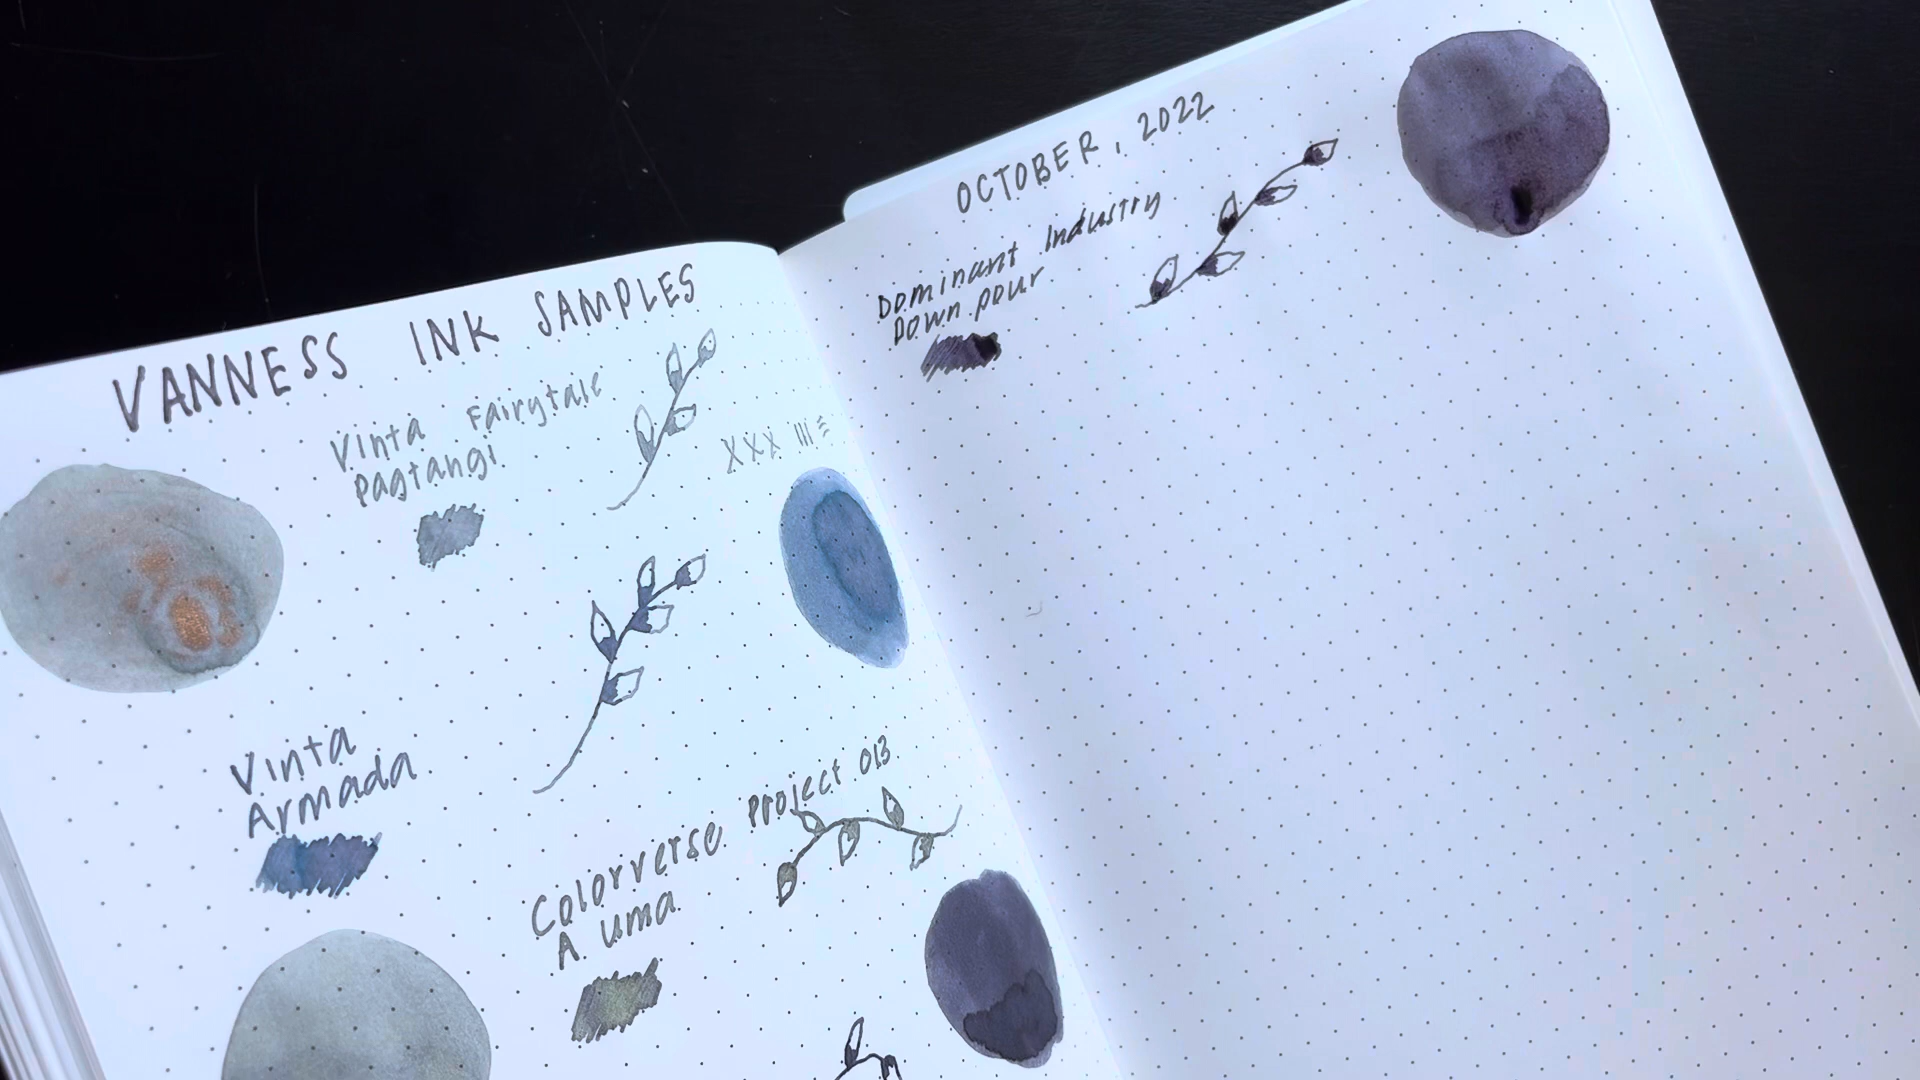 VANNESS INK SAMPLES
Vinta Fairytale
Pagtangi
XXX III
Vinta
Armada
Colorverse Project 013
A uma
OCTOBER, 2022
Dominant Industry
Down pour